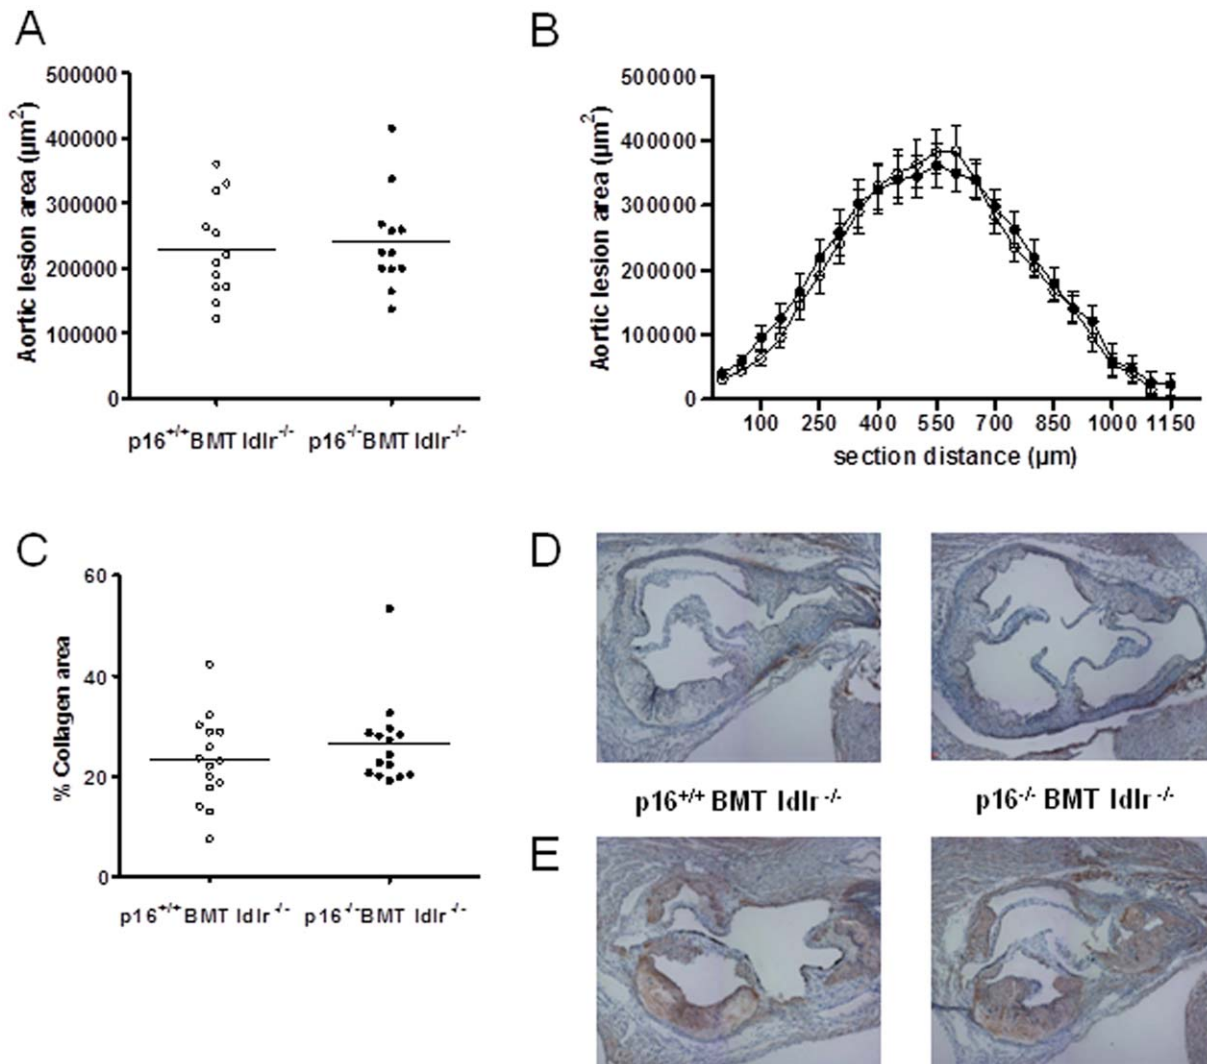 A
Aortic lesion area (µm²)
500000
400000
300000
200000
100000
0
p16⁺/⁺BMT ldlr⁻/⁻
p16⁻/⁻BMT ldlr⁻/⁻
B
Aortic lesion area (µm²)
500000
400000
300000
200000
100000
0
100 250 400 550 700 850 1000 1150
section distance (µm)
C
% Collagen area
60
40
20
0
p16⁺/⁺BMT ldlr⁻/⁻
p16⁻/⁻BMT ldlr⁻/⁻
D
p16⁺/⁺ BMT ldlr ⁻/⁻
p16⁻/⁻ BMT ldlr ⁻/⁻
E